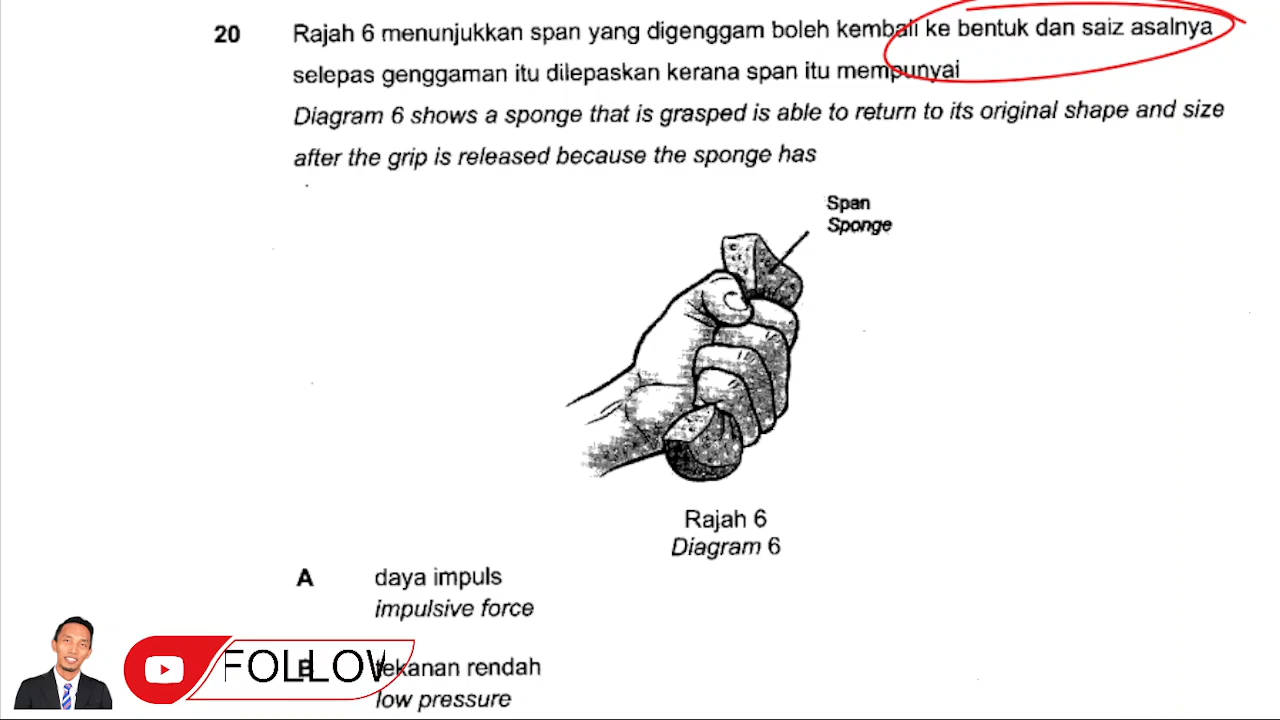 20 Rajah 6 menunjukkan span yang digenggam boleh kembali ke bentuk dan saiz asalnya
selepas genggaman itu dilepaskan kerana span itu mempunyai
Diagram 6 shows a sponge that is grasped is able to return to its original shape and size
after the grip is released because the sponge has
Span
Sponge
Rajah 6
Diagram 6
A daya impuls
impulsive force
B tekanan rendah
low pressure
FOLLOW